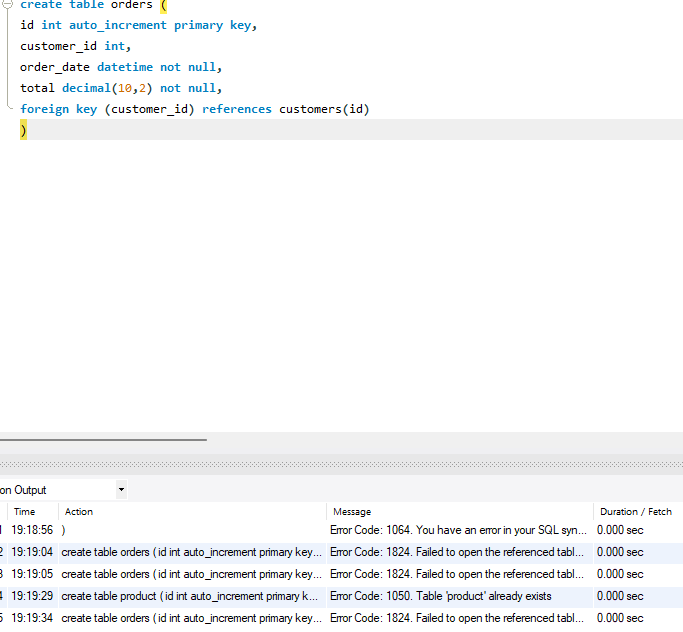 create table orders (
id int auto_increment primary key,
customer_id int,
order_date datetime not null,
total decimal(10,2) not null,
foreign key (customer_id) references customers(id)
)
on Output
Time Action Message Duration / Fetch
1 19:18:56 ) Error Code: 1064. You have an error in your SQL syn... 0.000 sec
2 19:19:04 create table orders ( id int auto_increment primary key... Error Code: 1824. Failed to open the referenced tabl... 0.000 sec
3 19:19:05 create table orders ( id int auto_increment primary key... Error Code: 1824. Failed to open the referenced tabl... 0.000 sec
4 19:19:29 create table product ( id int auto_increment primary k... Error Code: 1050. Table 'product' already exists 0.000 sec
5 19:19:34 create table orders ( id int auto_increment primary key... Error Code: 1824. Failed to open the referenced tabl... 0.000 sec